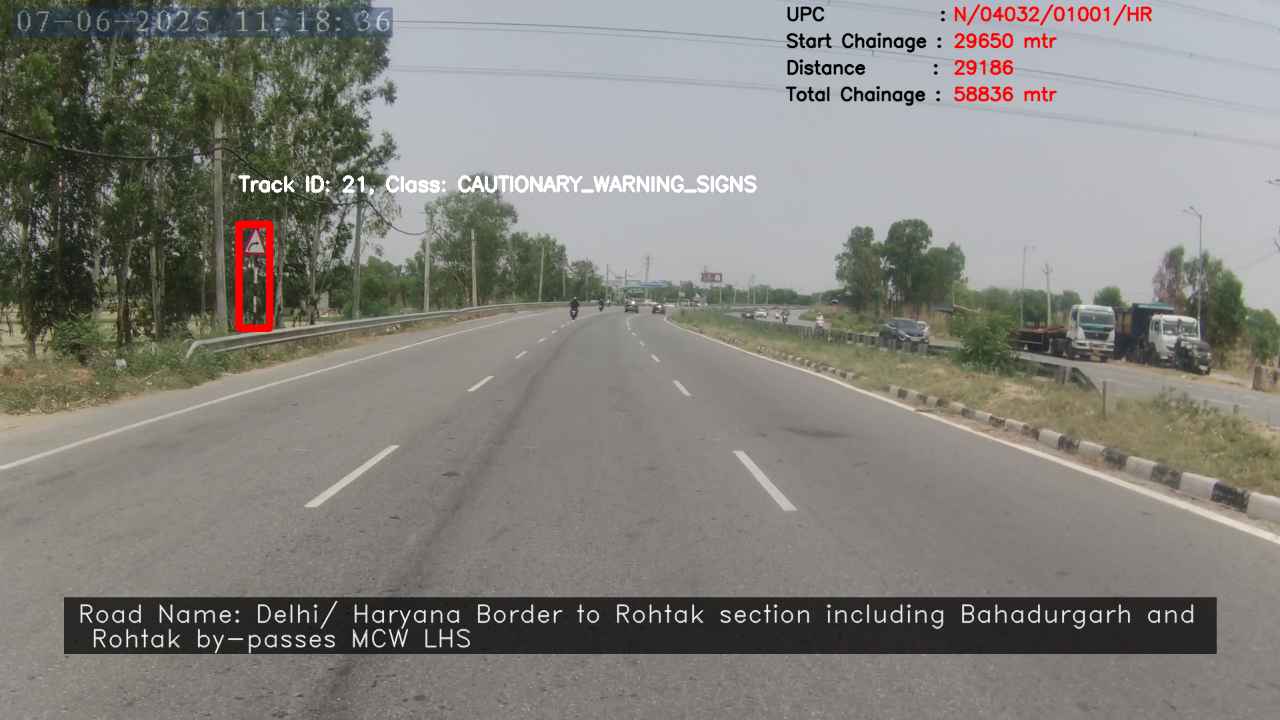 07-06-2025 11:18:36
UPC : N/04032/01001/HR
Start Chainage : 29650 mtr
Distance : 29186
Total Chainage : 58836 mtr
Track ID: 21, Class: CAUTIONARY_WARNING_SIGNS
Road Name: Delhi/ Haryana Border to Rohtak section including Bahadurgarh and
Rohtak by-passes MCW LHS